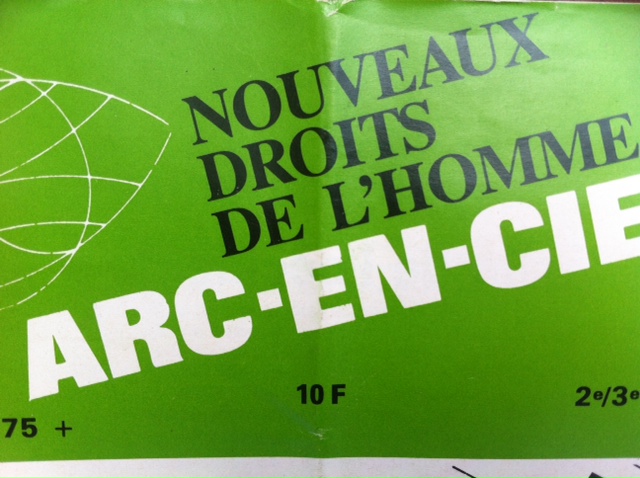 NOUVEAUX
DROITS
DE L'HOMME
ARC-EN-CIE
10 F
2e/3e
75 +